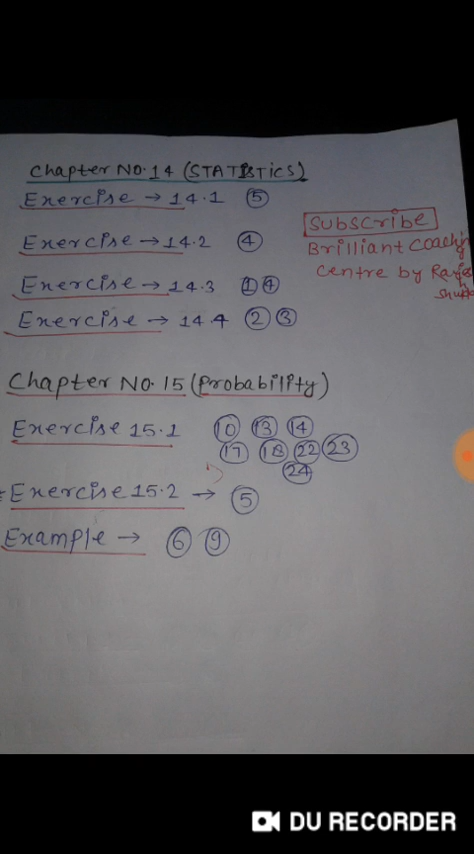 Chapter No. 14 (STATISTICS)
Exercise → 14.1 5
Subscribe
Brilliant Coaching
Centre by
Exercise → 14.2 4
Exercise → 14.3 1 4
Exercise → 14.4 2 3
Chapter No. 15 (Probability)
Exercise 15.1 10 13 14
17 18 22 23
24
Exercise 15.2 → 5
Example → 6 9
DU RECORDER